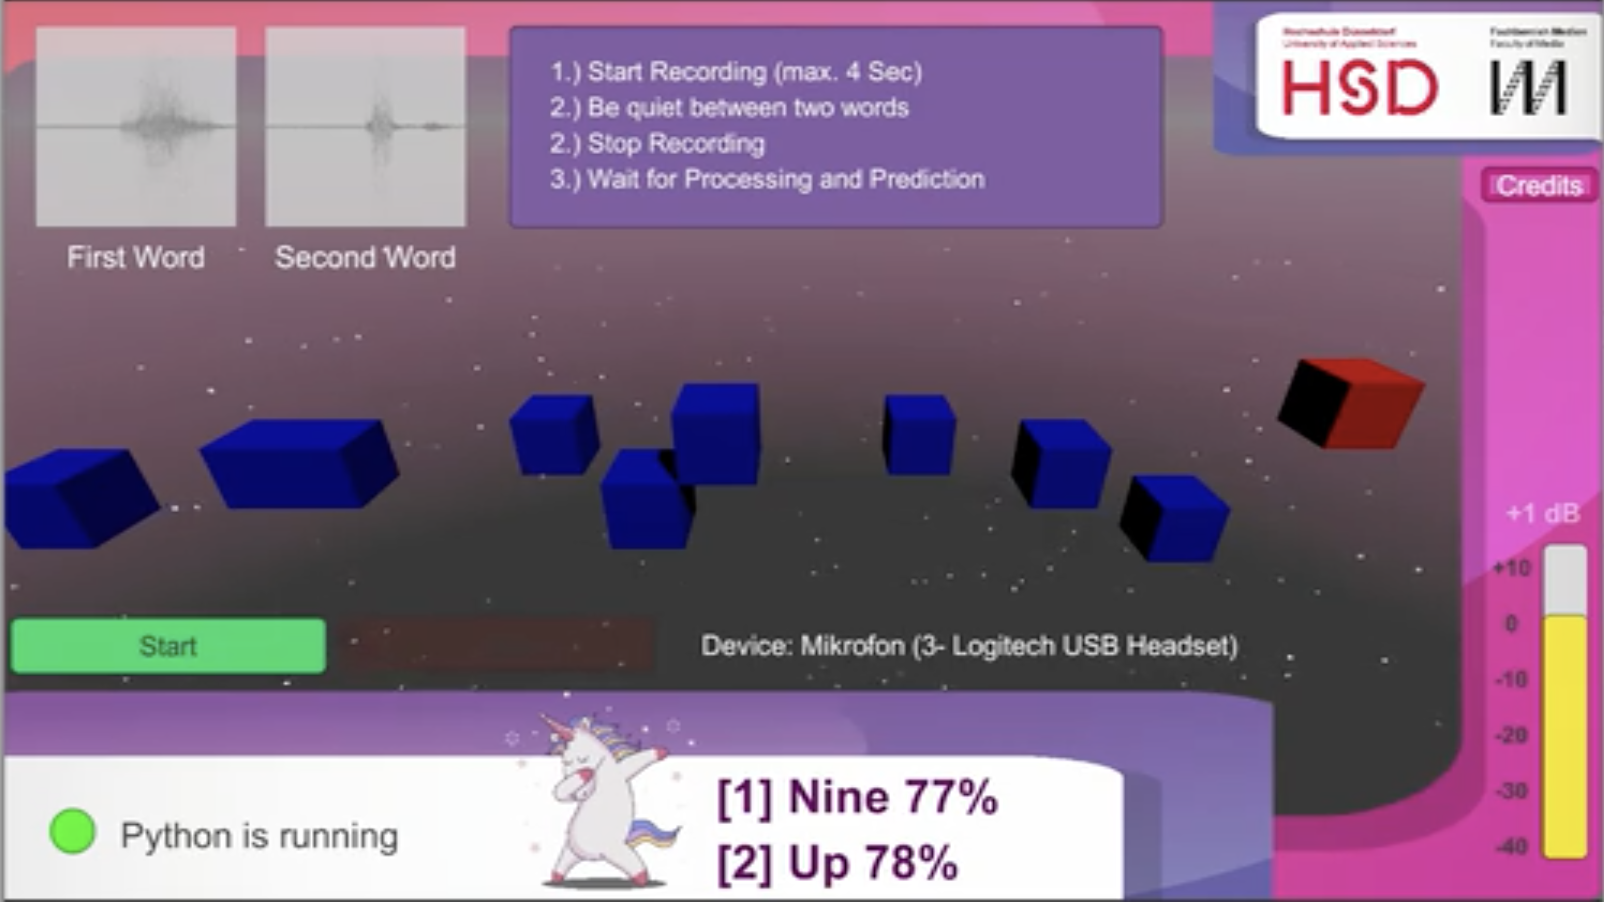 1.) Start Recording (max. 4 Sec)
2.) Be quiet between two words
2.) Stop Recording
3.) Wait for Processing and Prediction
Hochschule Düsseldorf
University of Applied Sciences
HSD
Fachbereich Medien
Faculty of Media
Credits
First Word
Second Word
+1 dB
+10
0
-10
-20
-30
-40
Start
Device: Mikrofon (3- Logitech USB Headset)
Python is running
[1] Nine 77%
[2] Up 78%